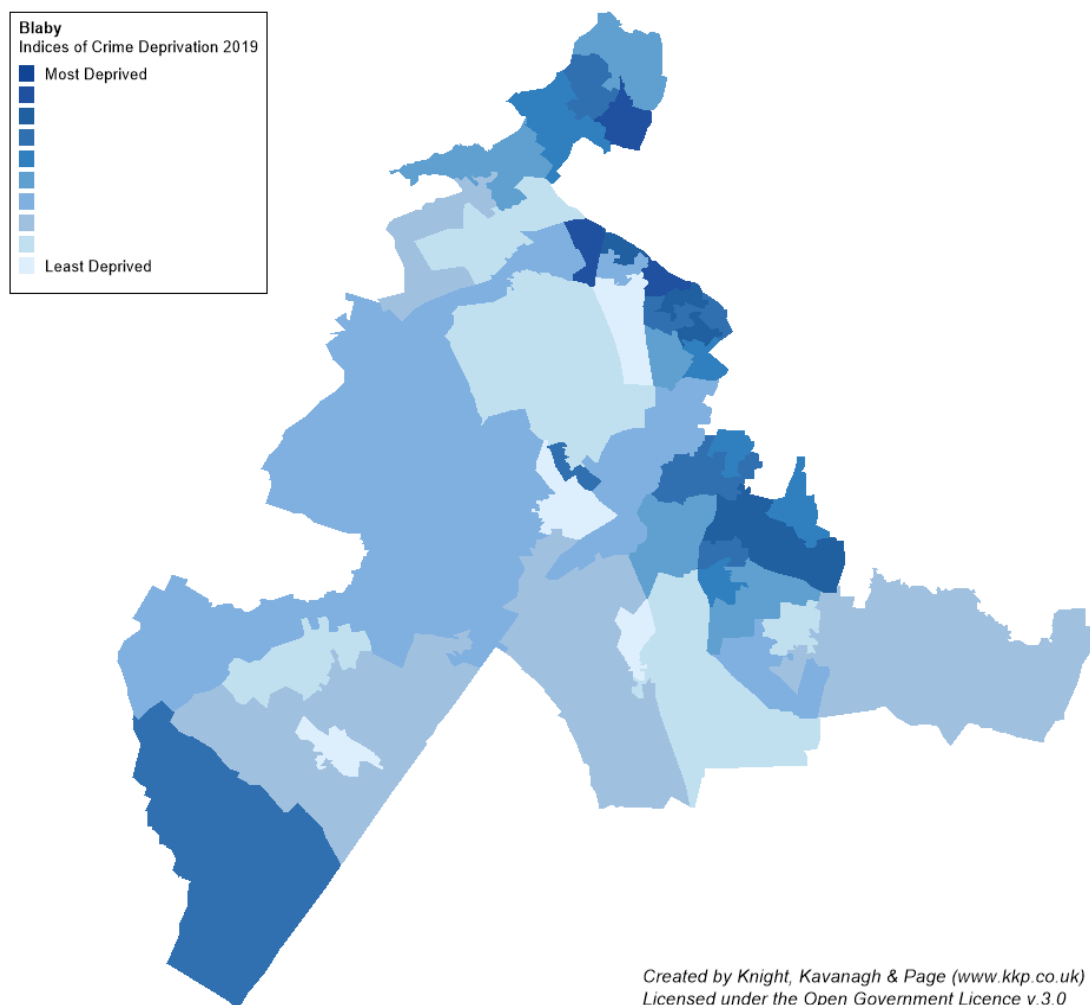 Blaby
Indices of Crime Deprivation 2019
Most Deprived
Least Deprived
Created by Knight, Kavanagh & Page (www.kkp.co.uk)
Licensed under the Open Government Licence v.3.0